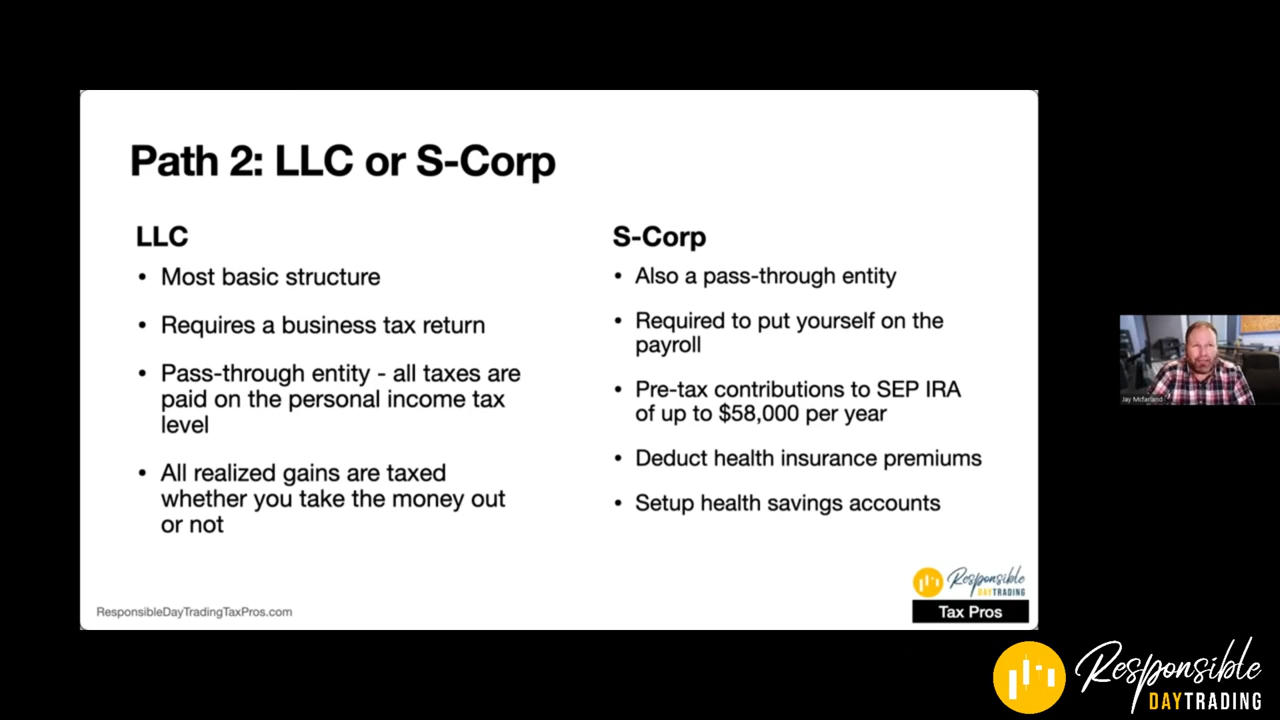 Path 2: LLC or S-Corp
LLC
• Most basic structure
• Requires a business tax return
• Pass-through entity - all taxes are
paid on the personal income tax
level
• All realized gains are taxed
whether you take the money out
or not
S-Corp
• Also a pass-through entity
• Required to put yourself on the
payroll
• Pre-tax contributions to SEP IRA
of up to $58,000 per year
• Deduct health insurance premiums
• Setup health savings accounts
ResponsibleDayTradingTaxPros.com
Responsible
DAYTRADING
Tax Pros
Jay Mcfarland
Responsible
DAYTRADING